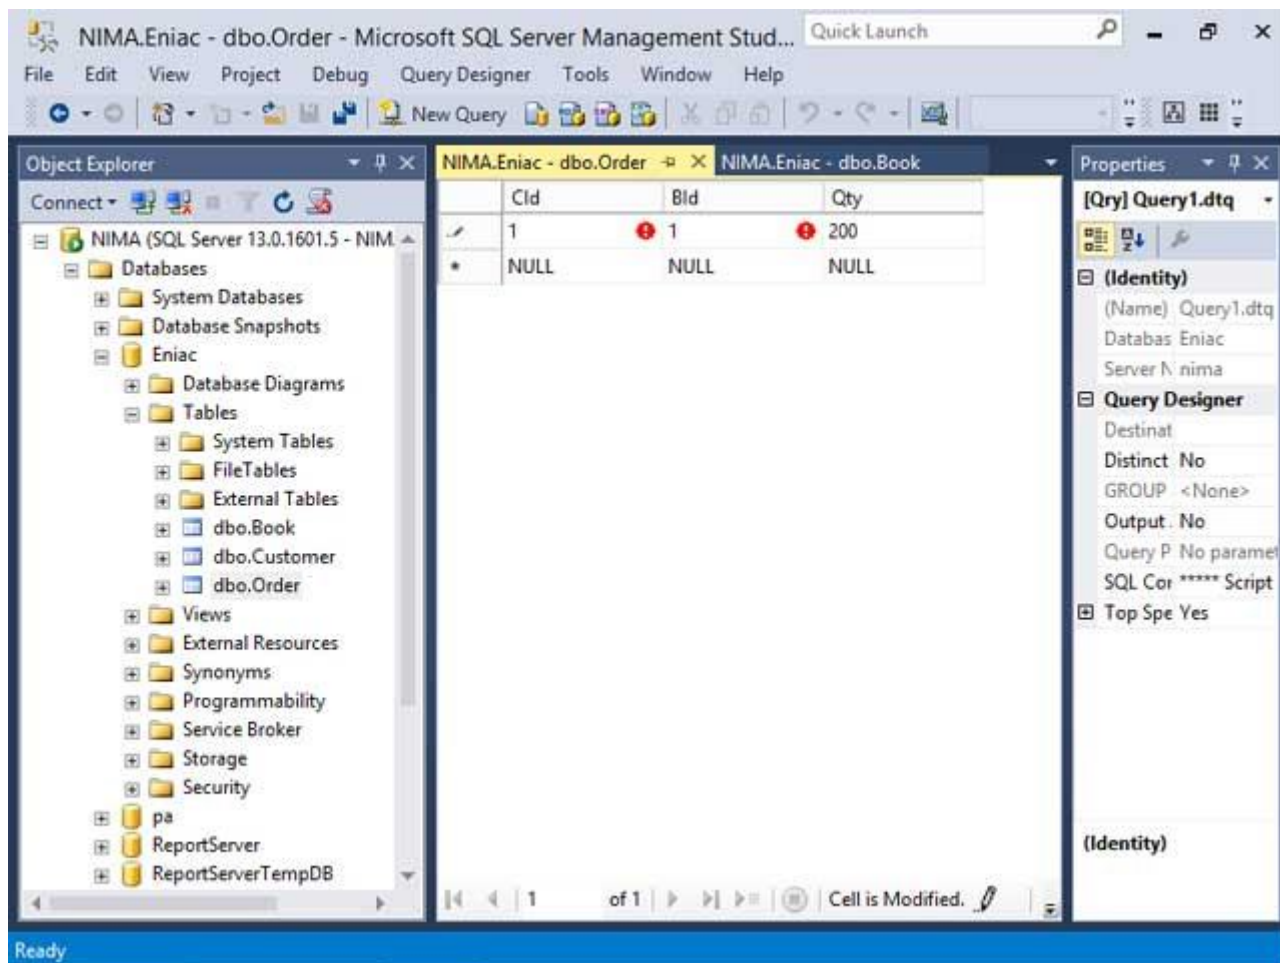 NIMA.Eniac - dbo.Order - Microsoft SQL Server Management Stud...
Quick Launch
File Edit View Project Debug Query Designer Tools Window Help
New Query
Object Explorer
Connect
NIMA (SQL Server 13.0.1601.5 - NIM
Databases
System Databases
Database Snapshots
Eniac
Database Diagrams
Tables
System Tables
FileTables
External Tables
dbo.Book
dbo.Customer
dbo.Order
Views
External Resources
Synonyms
Programmability
Service Broker
Storage
Security
pa
ReportServer
ReportServerTempDB
NIMA.Eniac - dbo.Order NIMA.Eniac - dbo.Book
CId BId Qty
1 1 200
NULL NULL NULL
1 of 1 Cell is Modified.
Properties
[Qry] Query1.dtq
(Identity)
(Name) Query1.dtq
Databas Eniac
Server N nima
Query Designer
Destinat
Distinct No
GROUP <None>
Output . No
Query P No paramet
SQL Cor ***** Script
Top Spe Yes
(Identity)
Ready